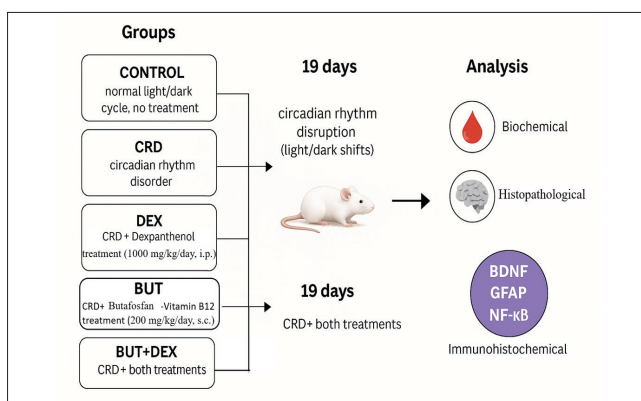 Groups
CONTROL
normal light/dark
cycle, no treatment
CRD
circadian rhythm
disorder
DEX
CRD + Dexpanthenol
treatment (1000 mg/kg/day, i.p.)
BUT
CRD+ Butafosfan -Vitamin B12
treatment (200 mg/kg/day, s.c.)
BUT+DEX
CRD+ both treatments
19 days
circadian rhythm
disruption
(light/dark shifts)
19 days
CRD+ both treatments
Analysis
Biochemical
Histopathological
BDNF
GFAP
NF-κB
Immunohistochemical